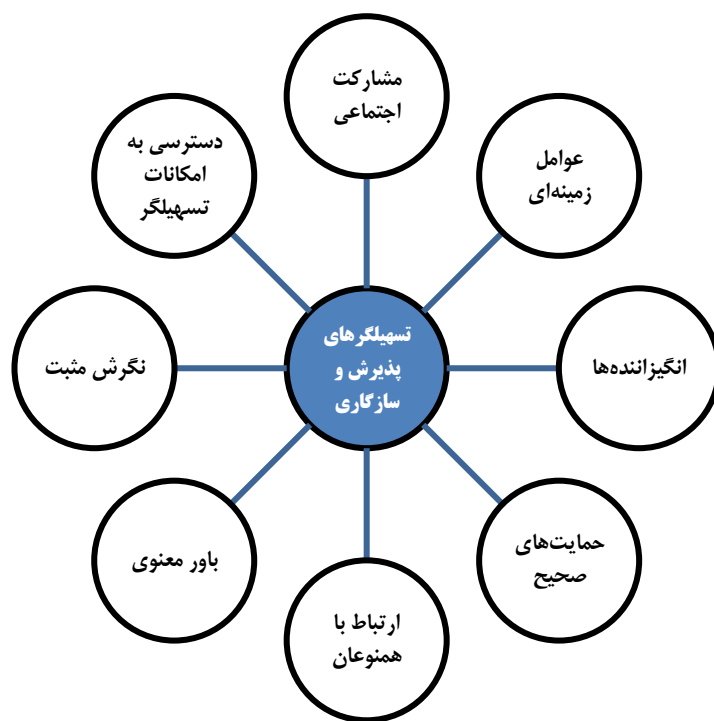 مشارکت
اجتماعی
عوامل
زمینه‌ای
انگیزاننده‌ها
حمایت‌های
صحیح
ارتباط با
همنوعان
باور معنوی
نگرش مثبت
دسترسی به
امکانات
تسهیلگر
تسهیلگرهای
پذیرش و
سازگاری